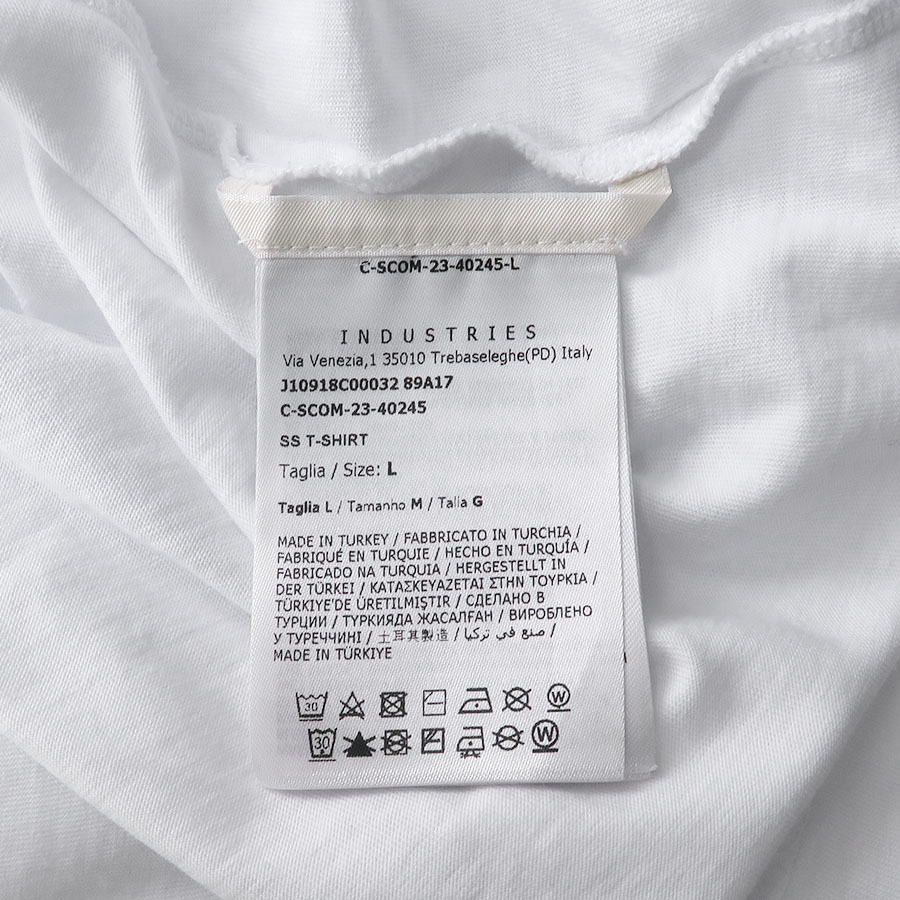 C-SCOM-23-40245-L
INDUSTRIES
Via Venezia,1 35010 Trebaseleghe(PD) Italy
J10918C00032 89A17
C-SCOM-23-40245
SS T-SHIRT
Taglia / Size: L
Taglia L / Tamanho M / Talla G
MADE IN TURKEY / FABBRICATO IN TURCHIA /
FABRIQUÉ EN TURQUIE / HECHO EN TURQUÍA /
FABRICADO NA TURQUIA / HERGESTELLT IN
DER TÜRKEI / ΚΑΤΑΣΚΕΥΑΖΕΤΑΙ ΣΤΗΝ ΤΟΥΡΚΙΑ /
TÜRKİYE'DE ÜRETİLMİŞTİR / СДЕЛАНО В
ТУРЦИИ / ТУРКИЯДА ЖАСАЛҒАН / ВИРОБЛЕНО
У ТУРЕЧЧИНІ / 土耳其製造 / صنع في تركيا /
MADE IN TÜRKİYE
30 W
30 W